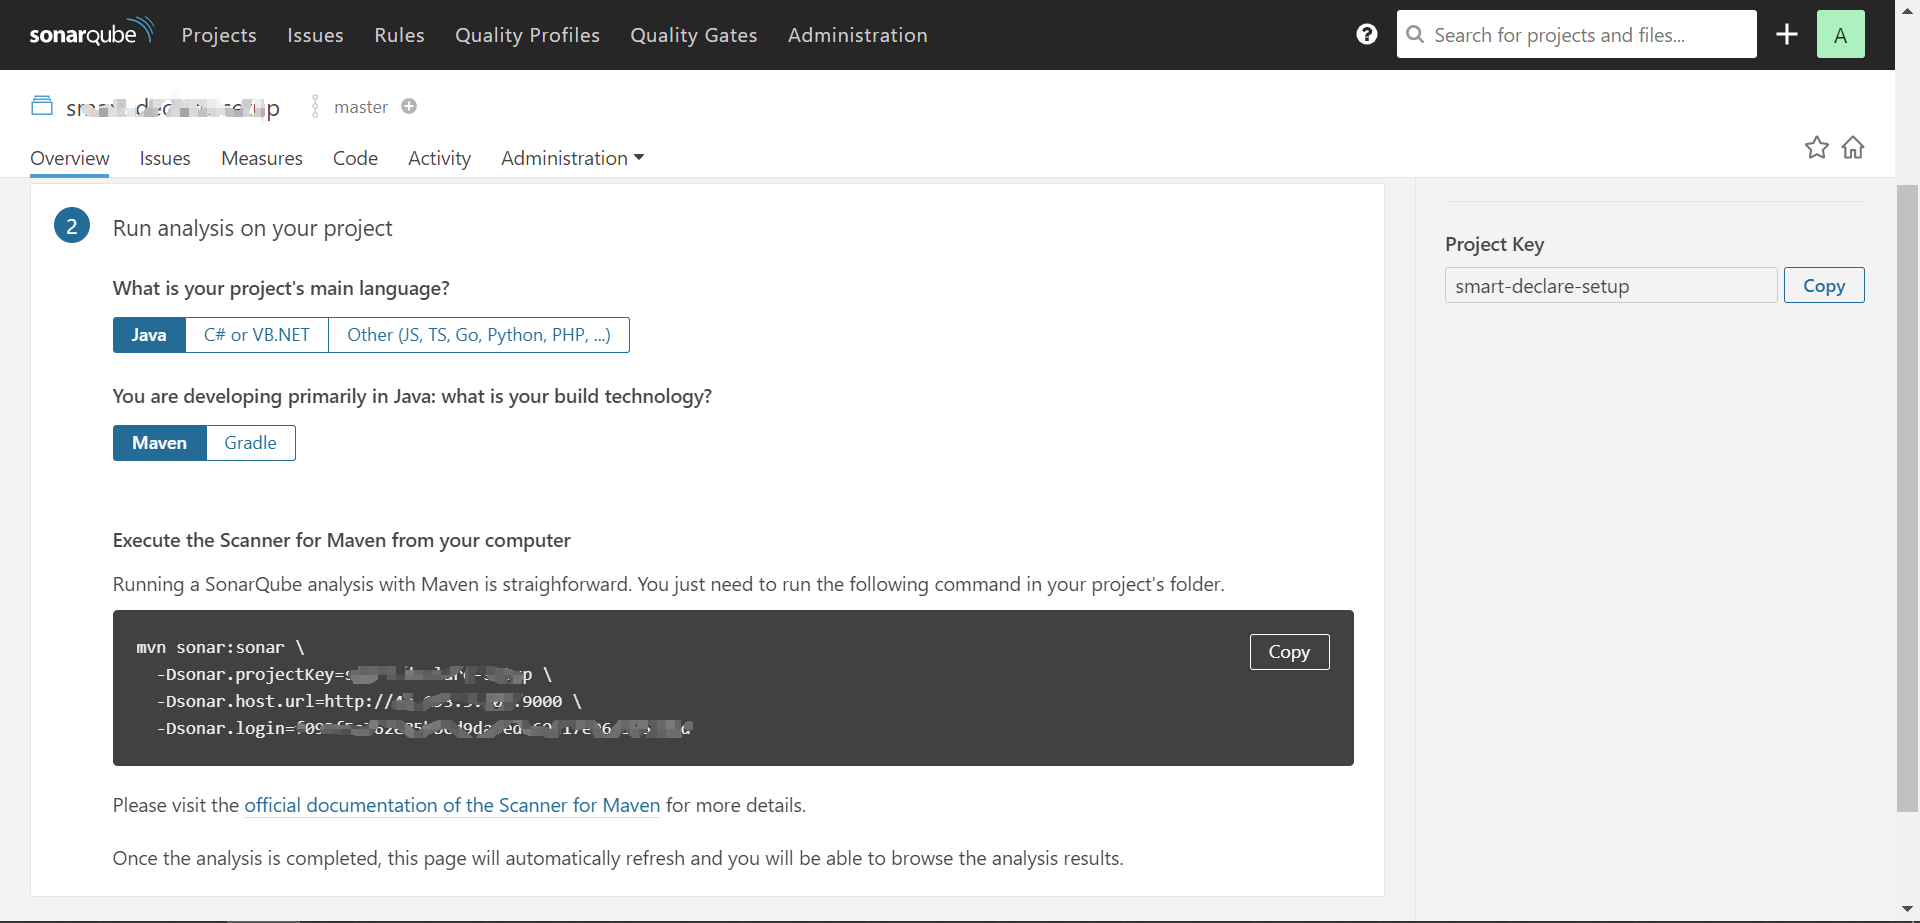 sonarqube Projects Issues Rules Quality Profiles Quality Gates Administration ? Search for projects and files... A
master
Overview Issues Measures Code Activity Administration
2 Run analysis on your project
What is your project's main language?
Java C# or VB.NET Other (JS, TS, Go, Python, PHP, ...)
You are developing primarily in Java: what is your build technology?
Maven Gradle
Execute the Scanner for Maven from your computer
Running a SonarQube analysis with Maven is straighforward. You just need to run the following command in your project's folder.
mvn sonar:sonar \
Copy
-Dsonar.projectKey= \
-Dsonar.host.url=http:// :9000 \
-Dsonar.login=
Please visit the official documentation of the Scanner for Maven for more details.
Once the analysis is completed, this page will automatically refresh and you will be able to browse the analysis results.
Project Key
smart-declare-setup Copy